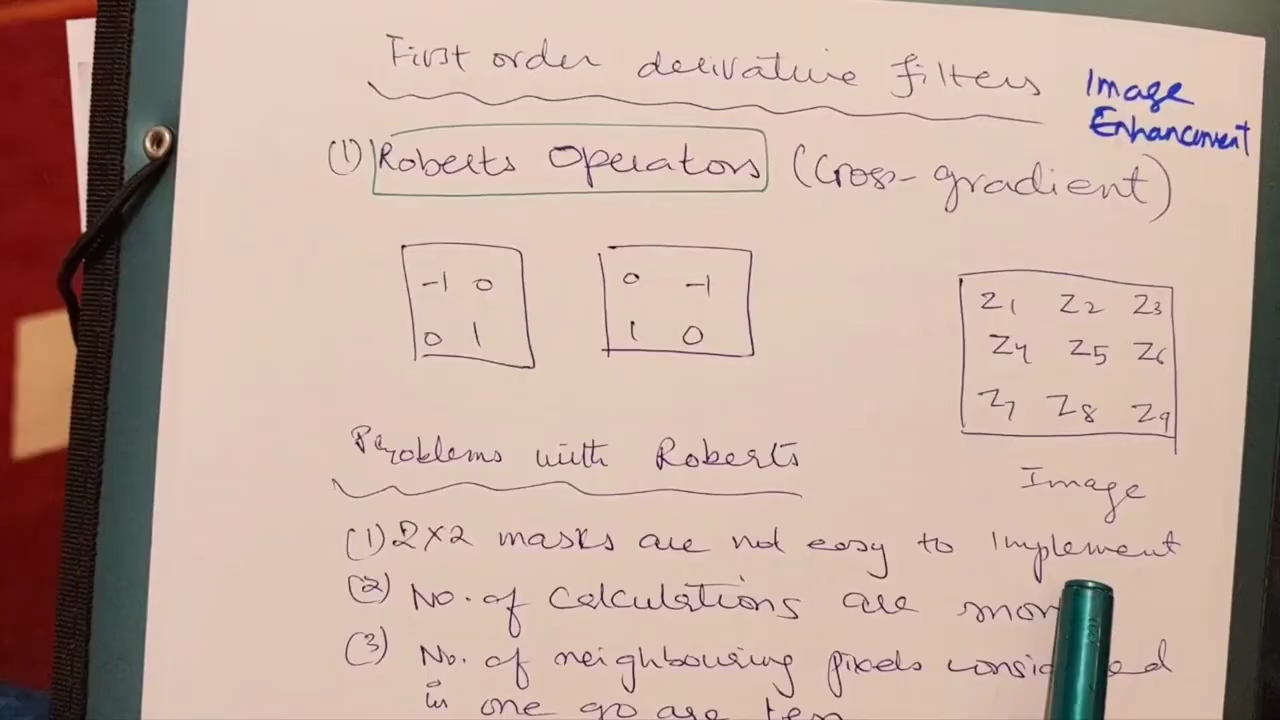 First order derivative filters
Image
Enhancement
(1) Roberts Operators (Cross-gradient)
-1 0
0 1
0 -1
1 0
Z1 Z2 Z3
Z4 Z5 Z6
Z7 Z8 Z9
Image
Problems with Roberts
(1) 2x2 masks are not easy to implement
(2) No. of calculations are
(3) No. of neighbouring pixels
in one go are